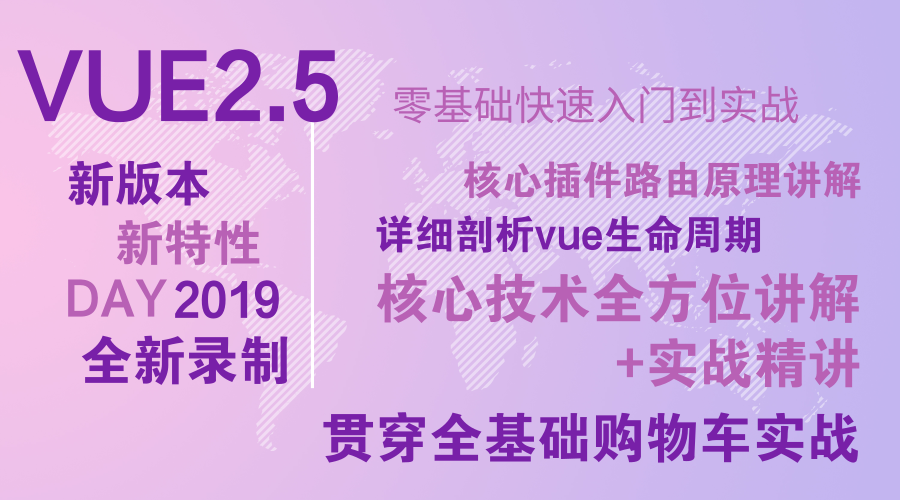 VUE2.5
新版本
新特性
DAY 2019
全新录制
零基础快速入门到实战
核心插件路由原理讲解
详细剖析vue生命周期
核心技术全方位讲解
+实战精讲
贯穿全基础购物车实战